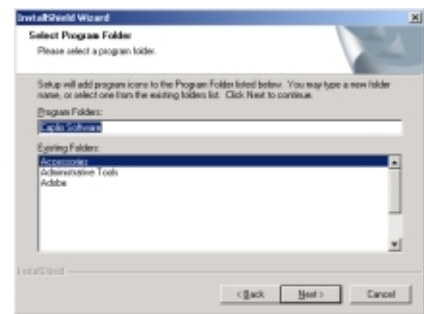 InstallShield Wizard
Select Program Folder
Please select a program folder.
Setup will add program icons to the Program Folder listed below. You may type a new folder
name, or select one from the existing folders list. Click Next to continue.
Program Folders:
Caplio Software
Existing Folders:
Accessories
Administrative Tools
Adobe
InstallShield
< Back Next > Cancel